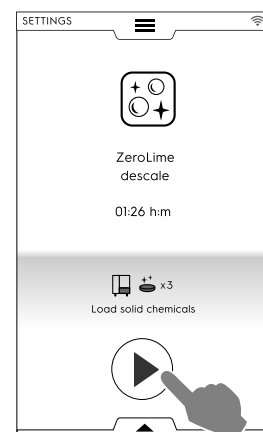 SETTINGS
ZeroLime
descale
01:26 h:m
x3
Load solid chemicals